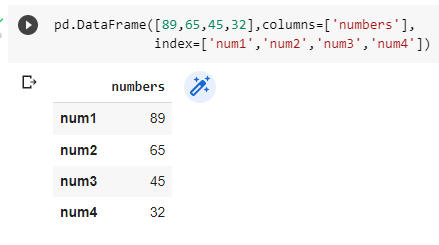 pd.DataFrame([89,65,45,32],columns=['numbers'],
index=['num1','num2','num3','num4'])
numbers
num1 89
num2 65
num3 45
num4 32